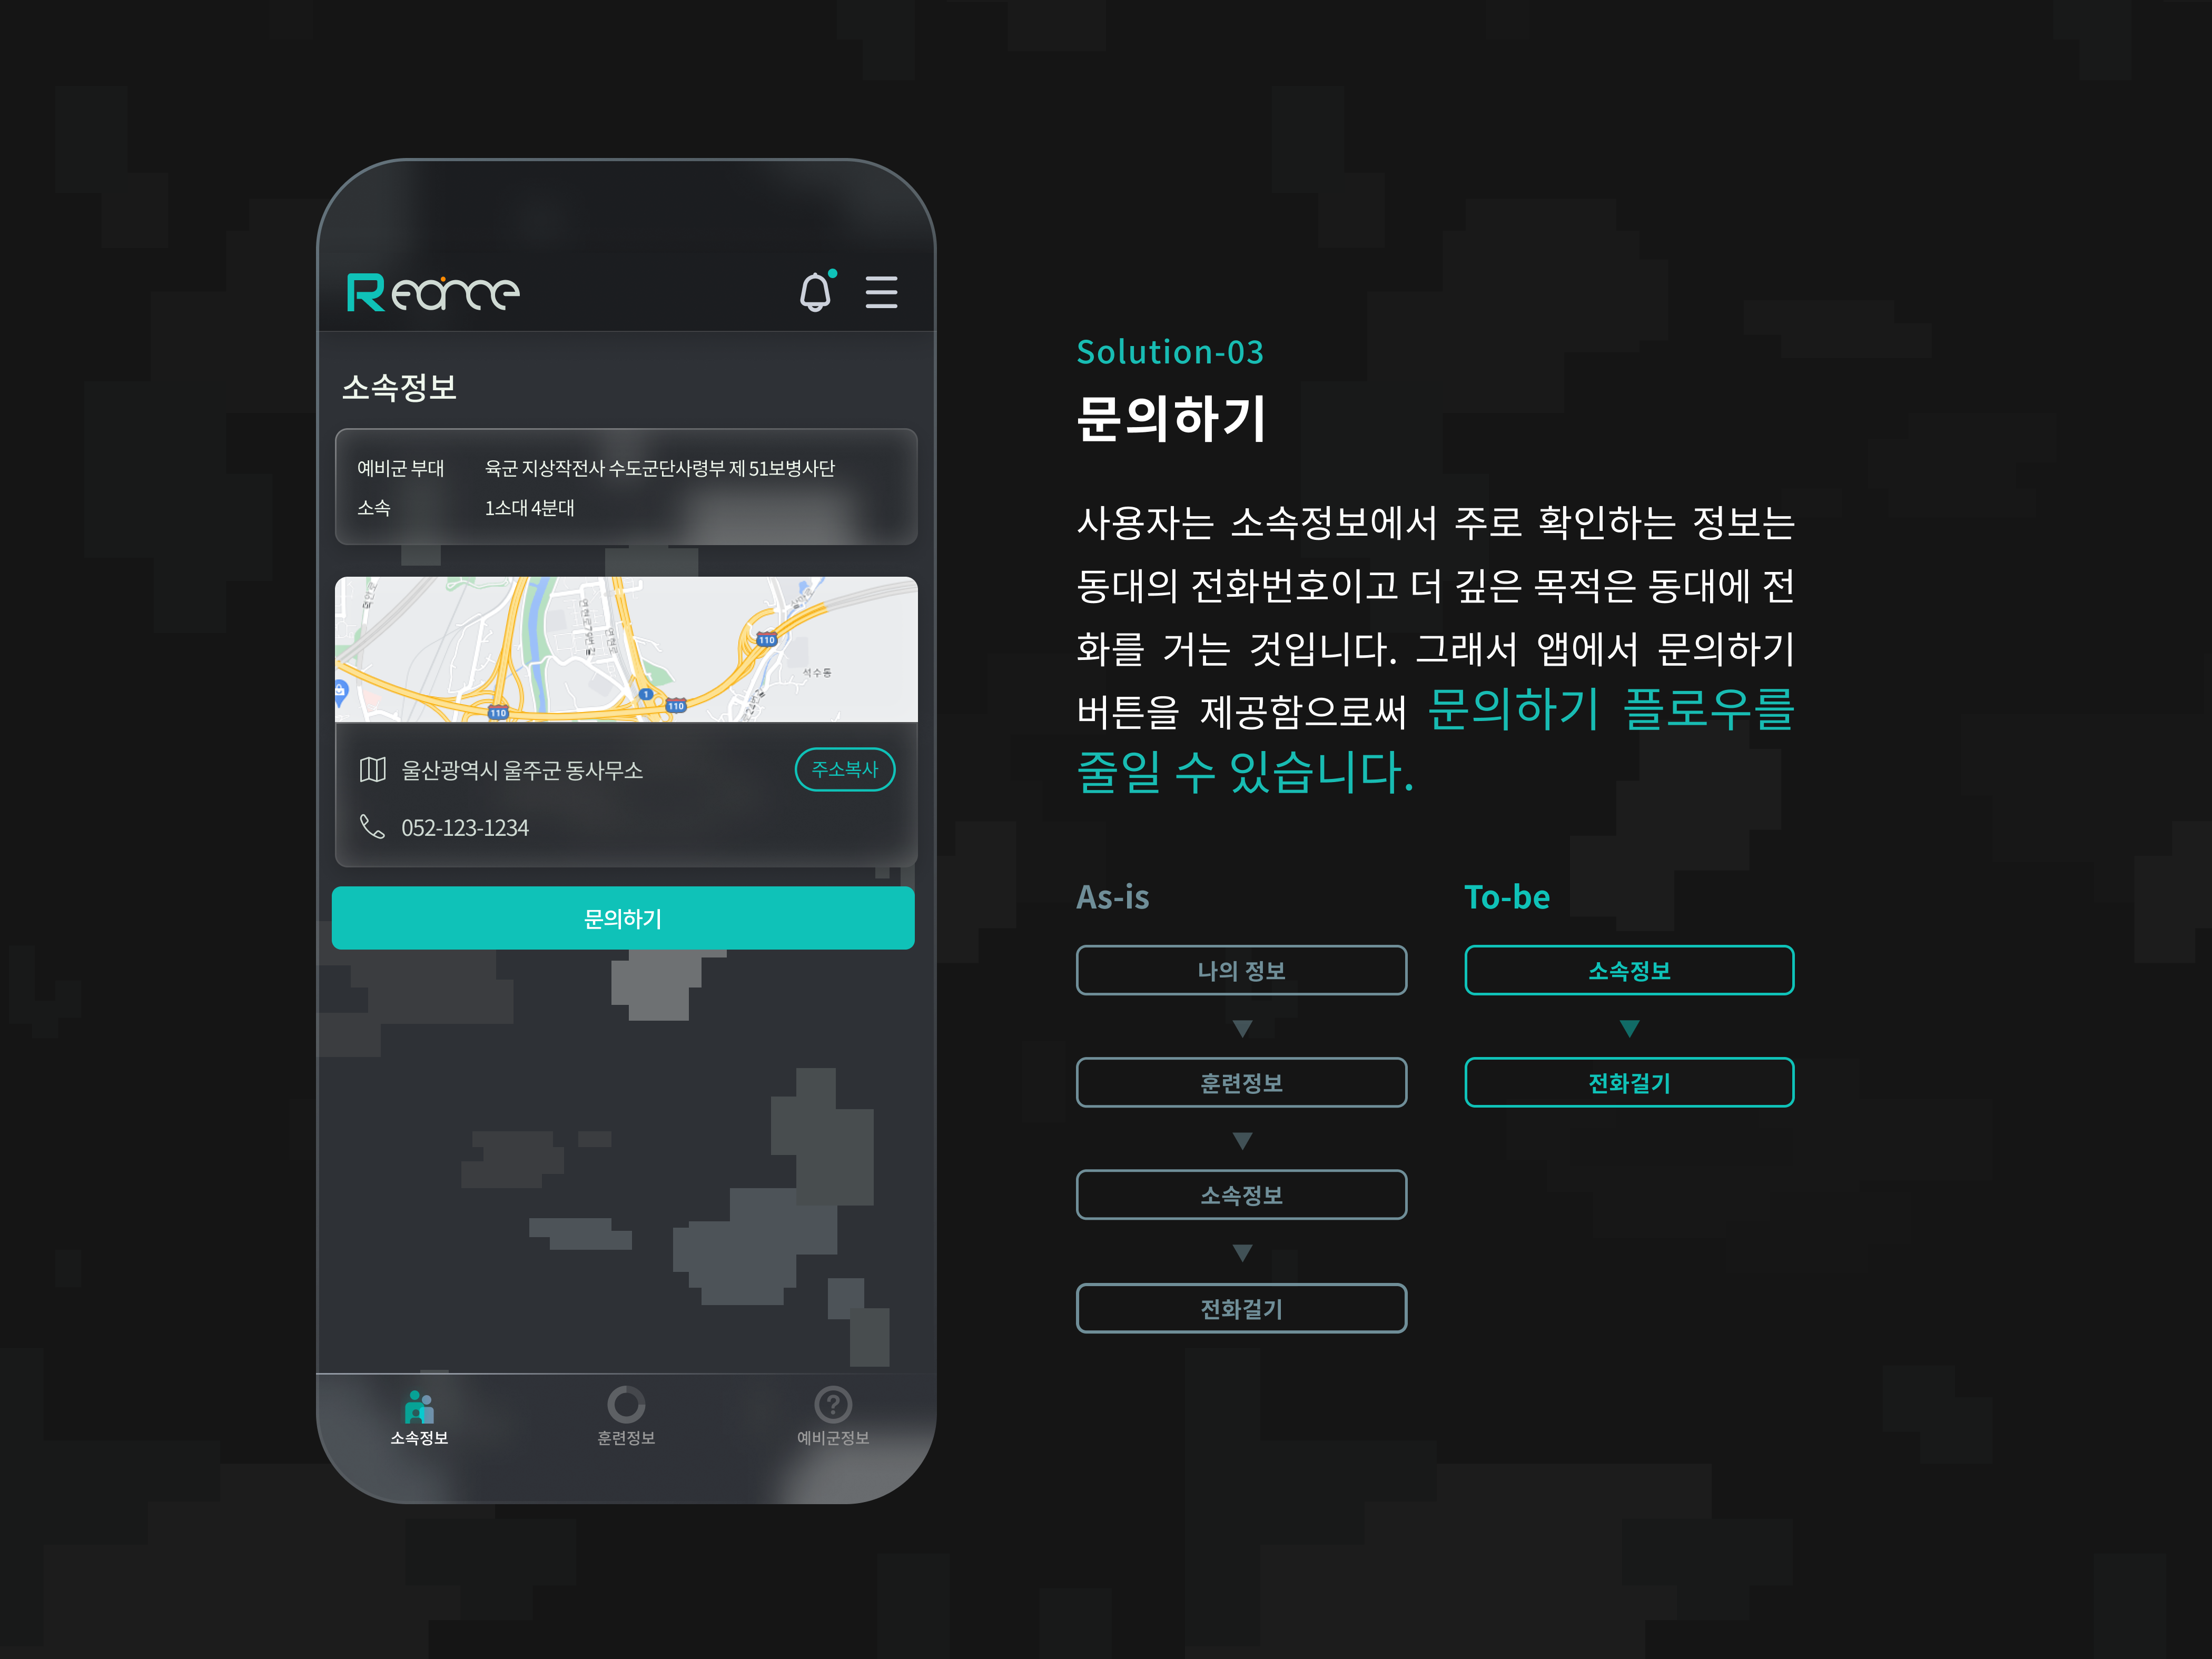 Reamee
소속정보
예비군 부대 육군 지상작전사 수도군단사령부 제 51보병사단
소속 1소대 4분대
110
1
110
110
석수동
울산광역시 울주군 동사무소 주소복사
052-123-1234
문의하기
소속정보 훈련정보 예비군정보
Solution-03
문의하기
사용자는 소속정보에서 주로 확인하는 정보는
동대의 전화번호이고 더 깊은 목적은 동대에 전
화를 거는 것입니다. 그래서 앱에서 문의하기
버튼을 제공함으로써 문의하기 플로우를
줄일 수 있습니다.
As-is
나의 정보
훈련정보
소속정보
전화걸기
To-be
소속정보
전화걸기